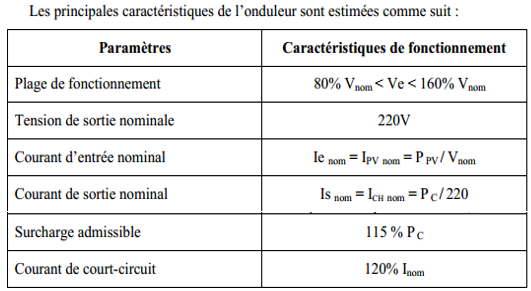 Les principales caractéristiques de l'onduleur sont estimées comme suit :
Paramètres Caractéristiques de fonctionnement
Plage de fonctionnement 80% Vnom < Ve < 160% Vnom
Tension de sortie nominale 220V
Courant d'entrée nominal Ie nom = IPV nom = P PV / Vnom
Courant de sortie nominal Is nom = ICH nom = P C / 220
Surcharge admissible 115 % PC
Courant de court-circuit 120% Inom